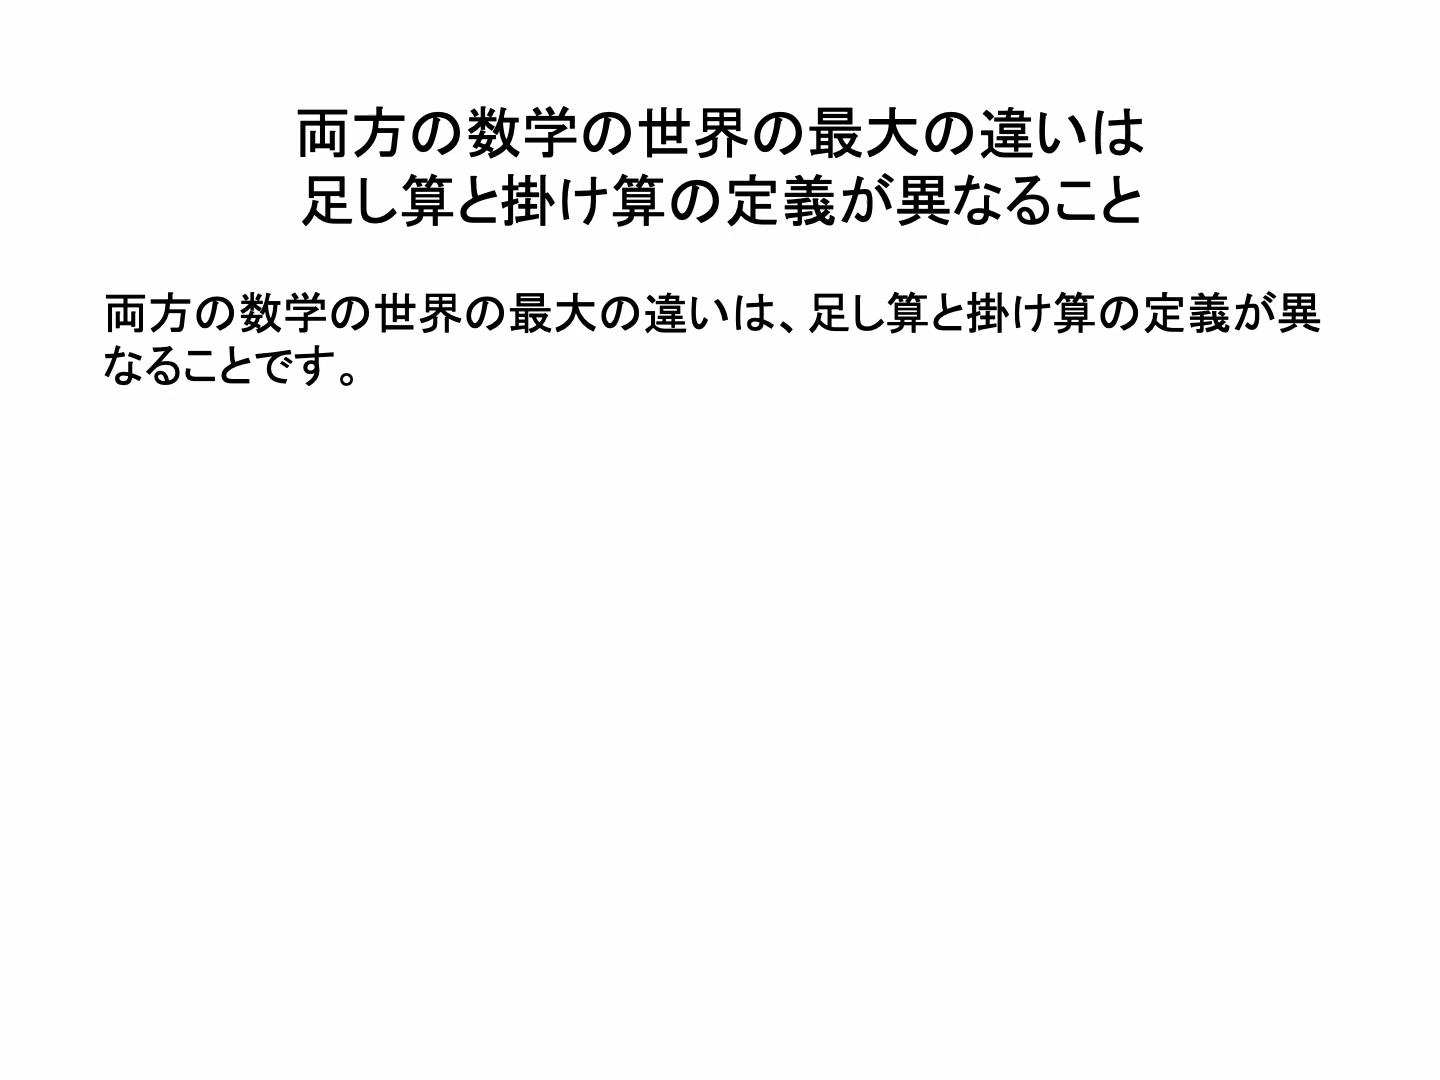 両方の数学の世界の最大の違いは
足し算と掛け算の定義が異なること
両方の数学の世界の最大の違いは、足し算と掛け算の定義が異
なることです。